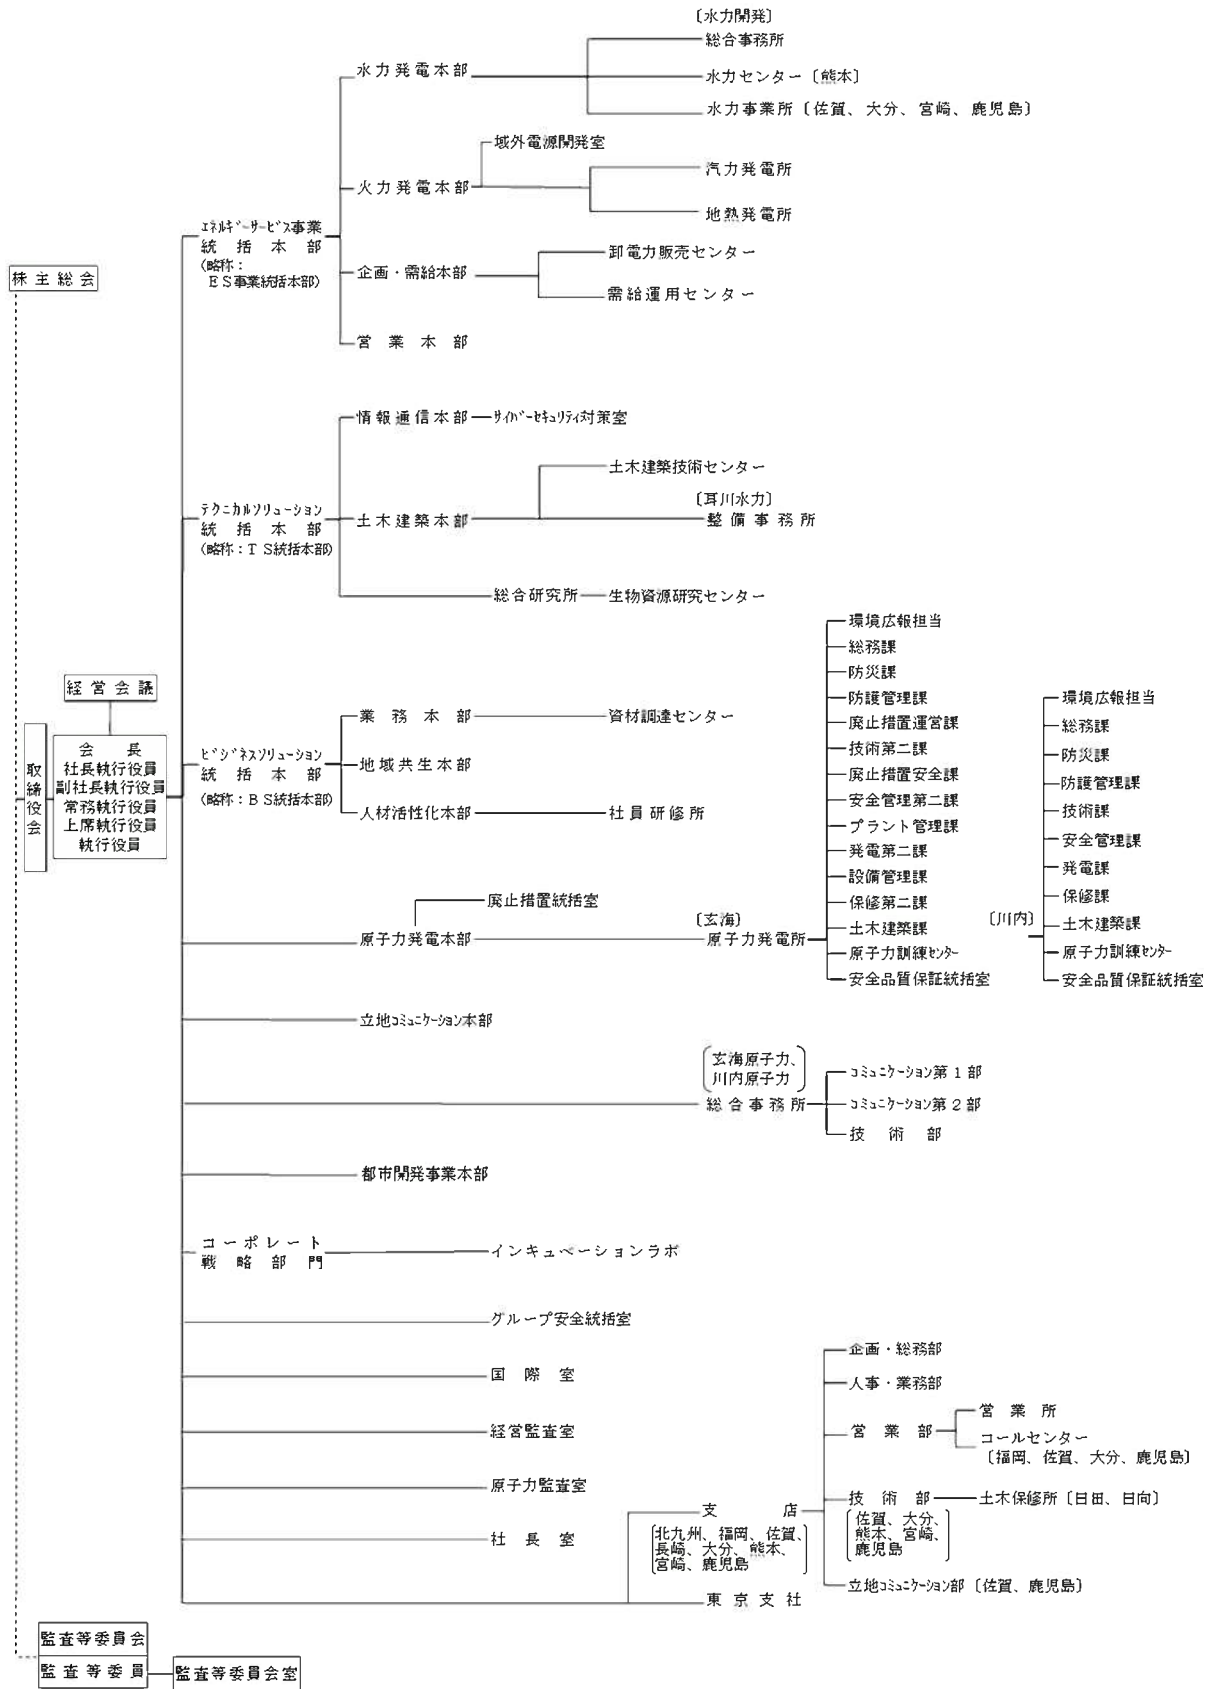 株主総会
経営会議
取締役会
会長
社長執行役員
副社長執行役員
常務執行役員
上席執行役員
執行役員
監査等委員会
監査等委員
監査等委員会室
エネルギーサービス事業
統括本部
(略称：
ES事業統括本部)
水力発電本部
〔水力開発〕
総合事務所
水力センター〔熊本〕
水力事業所〔佐賀、大分、宮崎、鹿児島〕
火力発電本部
域外電源開発室
汽力発電所
地熱発電所
企画・需給本部
卸電力販売センター
需給運用センター
営業本部
テクニカルソリューション
統括本部
(略称：TS統括本部)
情報通信本部
サイバーセキュリティ対策室
土木建築本部
土木建築技術センター
〔耳川水力〕
整備事務所
総合研究所
生物資源研究センター
ビジネスソリューション
統括本部
(略称：BS統括本部)
業務本部
資材調達センター
地域共生本部
人材活性化本部
社員研修所
原子力発電本部
廃止措置統括室
〔玄海〕
原子力発電所
環境広報担当
総務課
防災課
防護管理課
廃止措置運営課
技術第二課
廃止措置安全課
安全管理第二課
プラント管理課
発電第二課
設備管理課
保修第二課
土木建築課
原子力訓練センター
安全品質保証統括室
〔川内〕
環境広報担当
総務課
防災課
防護管理課
技術課
安全管理課
発電課
保修課
土木建築課
原子力訓練センター
安全品質保証統括室
立地コミュニケーション本部
〔玄海原子力、
川内原子力〕
総合事務所
コミュニケーション第1部
コミュニケーション第2部
技術部
都市開発事業本部
コーポレート
戦略部門
インキュベーションラボ
グループ安全統括室
国際室
経営監査室
原子力監査室
社長室
支店
〔北九州、福岡、佐賀、
長崎、大分、熊本、
宮崎、鹿児島〕
企画・総務部
人事・業務部
営業部
営業所
コールセンター
〔福岡、佐賀、大分、鹿児島〕
技術部
〔佐賀、大分、
熊本、宮崎、
鹿児島〕
土木保修所〔日田、日向〕
立地コミュニケーション部〔佐賀、鹿児島〕
東京支社